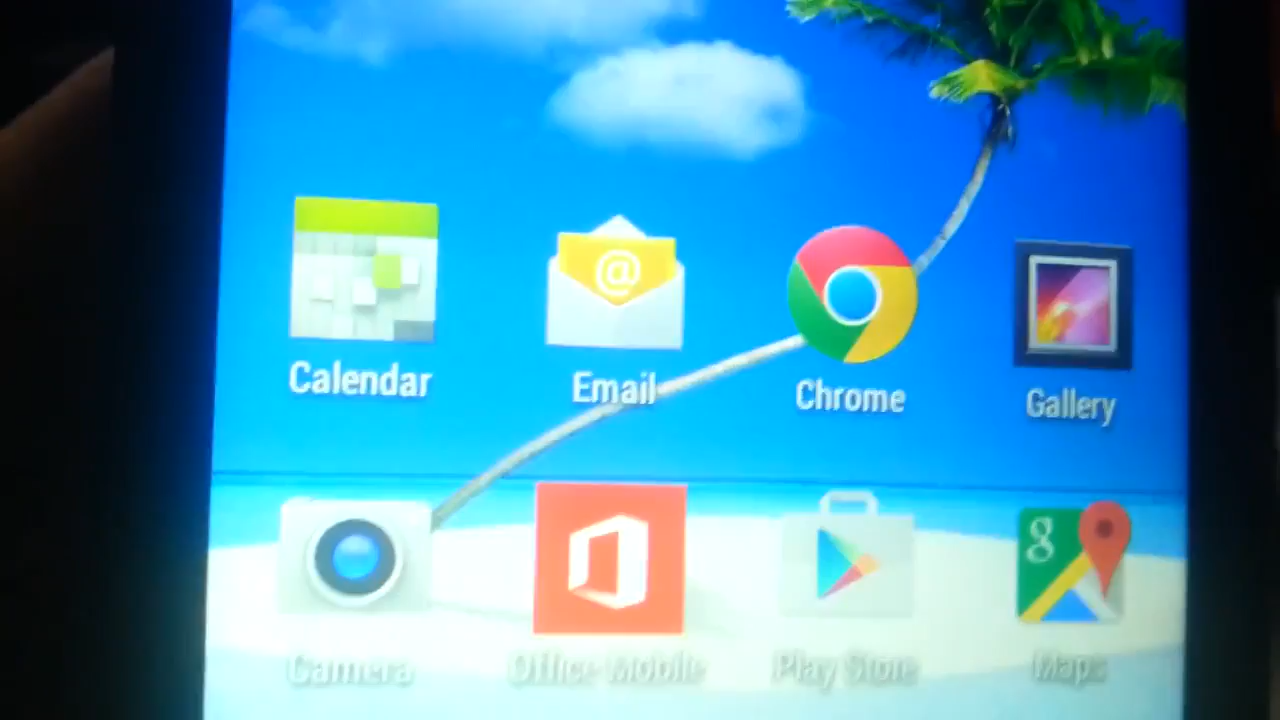 @
Calendar
Email
Chrome
Gallery
g
Camera
Office Mobile
Play Store
Maps